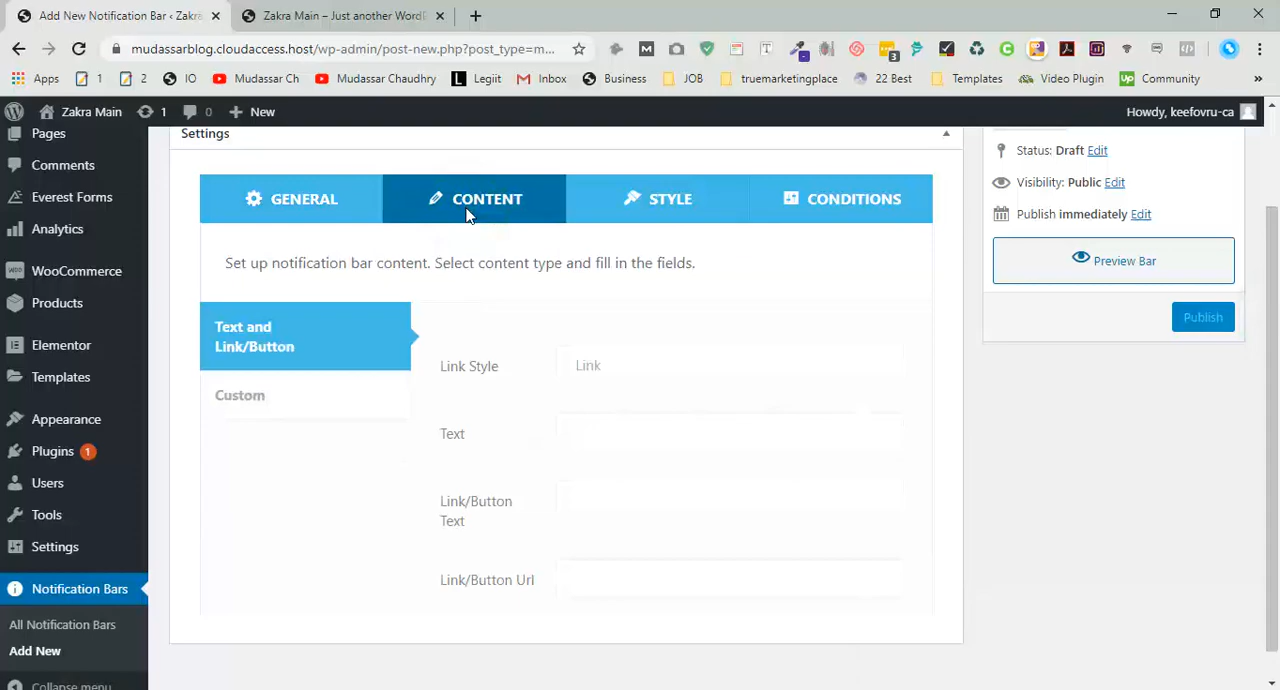 Add New Notification Bar ‹ Zakra
Zakra Main – Just another WordP
mudassarblog.cloudaccess.host/wp-admin/post-new.php?post_type=m...
Apps
1
2
IO
Mudassar Ch
Mudassar Chaudhry
Legiit
Inbox
Business
JOB
truemarketingplace
22 Best
Templates
Video Plugin
Community
»
Zakra Main
1
0
New
Howdy, keefovru-ca
Pages
Comments
Everest Forms
Analytics
WooCommerce
Products
Elementor
Templates
Appearance
Plugins 1
Users
Tools
Settings
Notification Bars
All Notification Bars
Add New
Collapse menu
Settings
GENERAL
CONTENT
STYLE
CONDITIONS
Set up notification bar content. Select content type and fill in the fields.
Text and
Link/Button
Custom
Link Style
Link
Text
Link/Button
Text
Link/Button Url
Status: Draft Edit
Visibility: Public Edit
Publish immediately Edit
Preview Bar
Publish